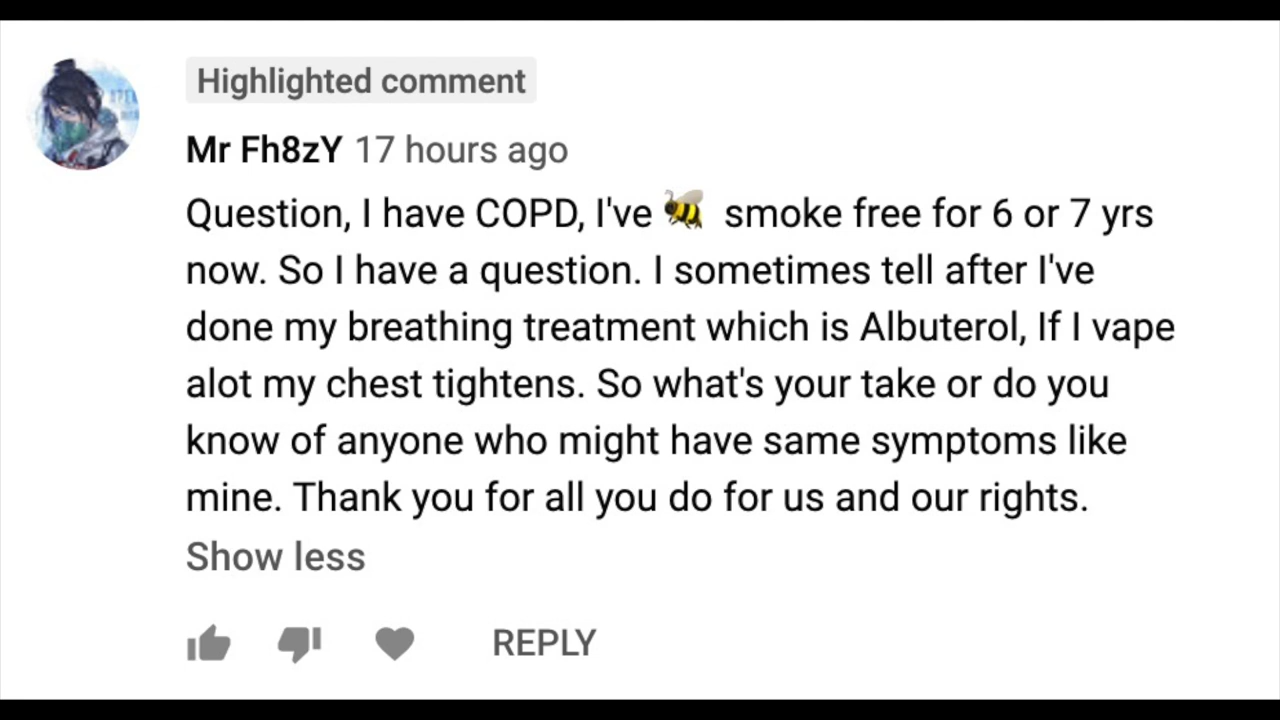 Highlighted comment
Mr Fh8zY 17 hours ago
Question, I have COPD, I've 🐝 smoke free for 6 or 7 yrs
now. So I have a question. I sometimes tell after I've
done my breathing treatment which is Albuterol, If I vape
alot my chest tightens. So what's your take or do you
know of anyone who might have same symptoms like
mine. Thank you for all you do for us and our rights.
Show less
REPLY